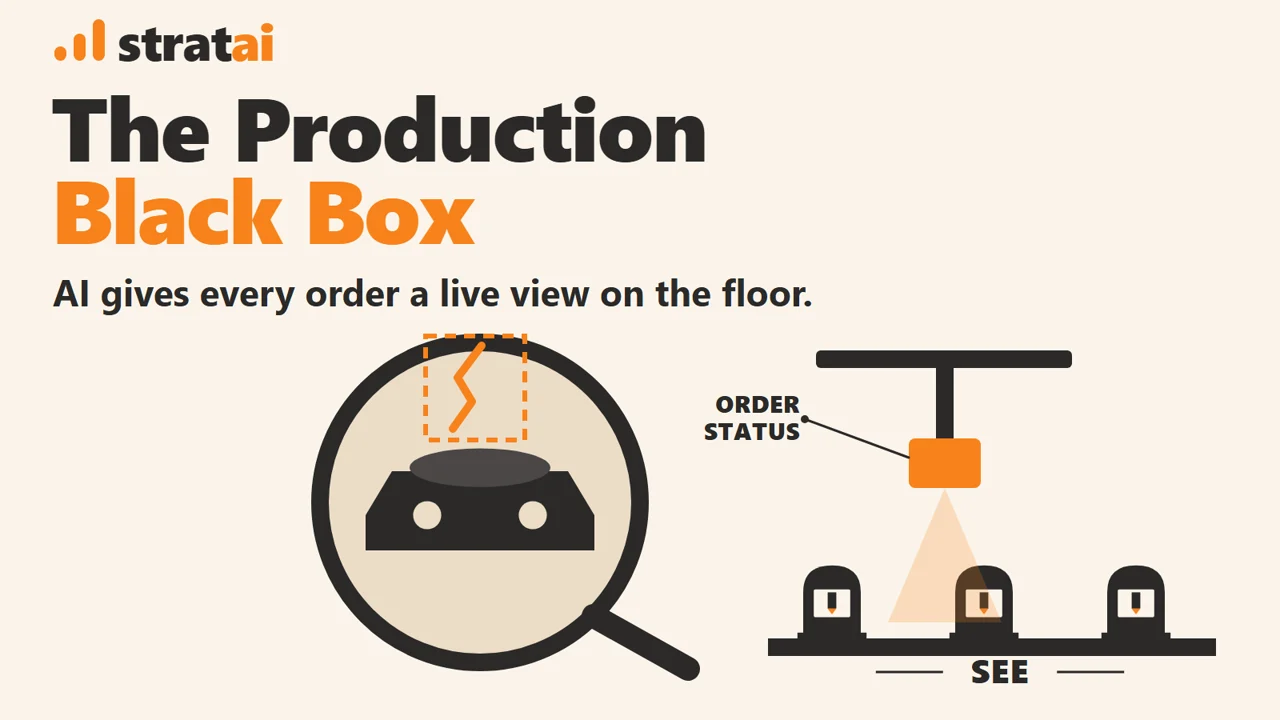 stratai
The Production
Black Box
AI gives every order a live view on the floor.
ORDER
STATUS
SEE